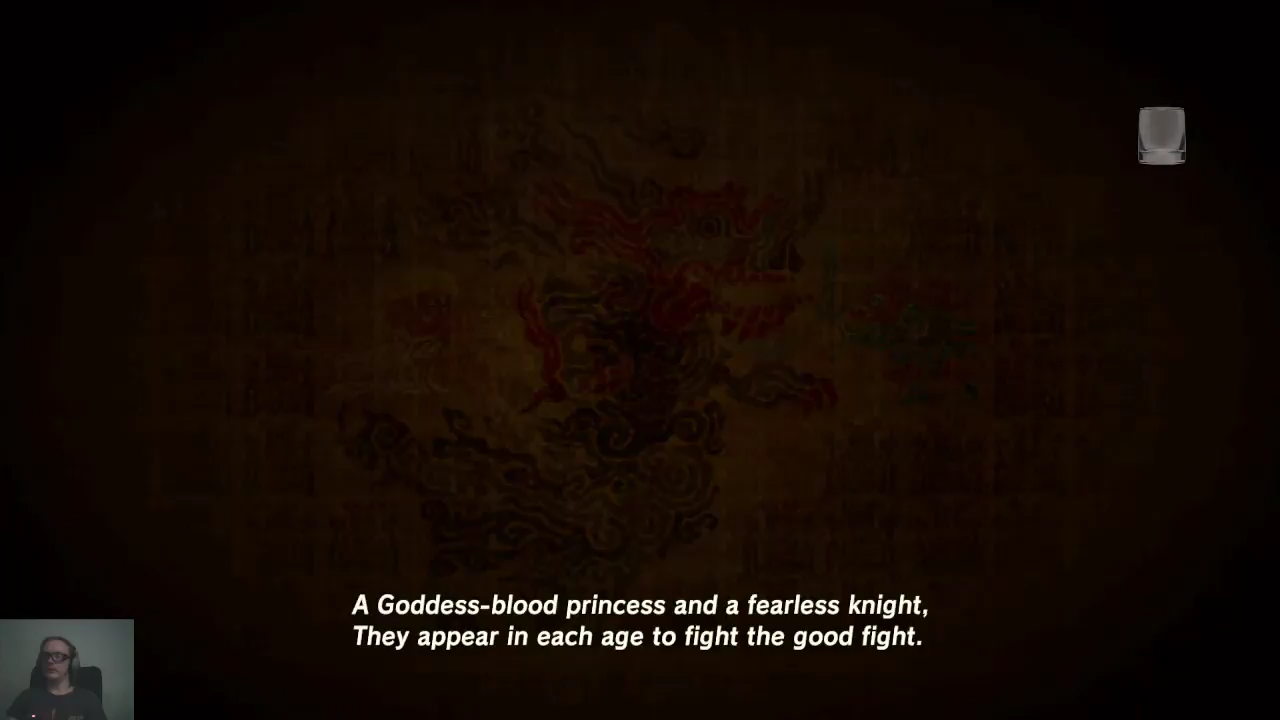 A Goddess-blood princess and a fearless knight,
They appear in each age to fight the good fight.